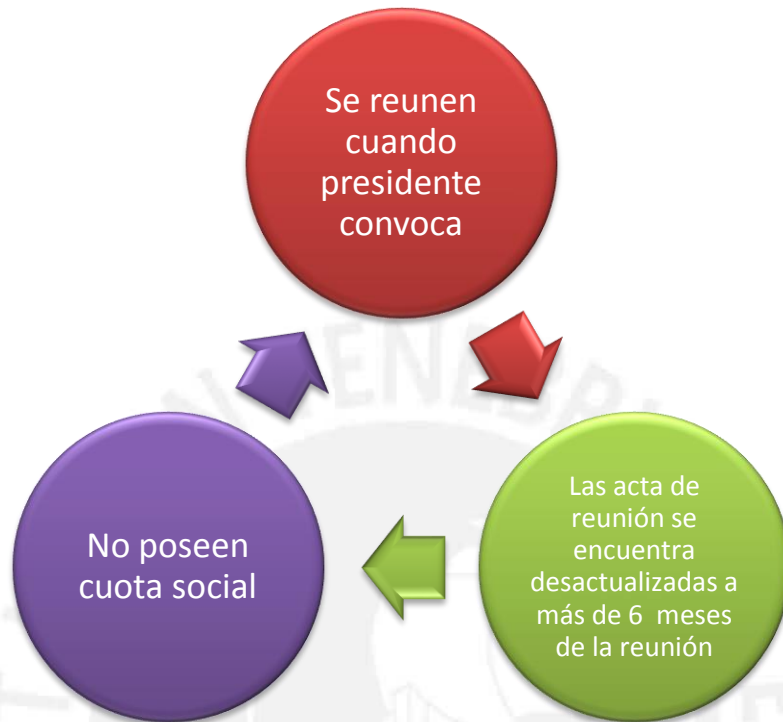 Se reunen
cuando
presidente
convoca
Las acta de
reunión se
encuentra
desactualizadas a
más de 6 meses
de la reunión
No poseen
cuota social